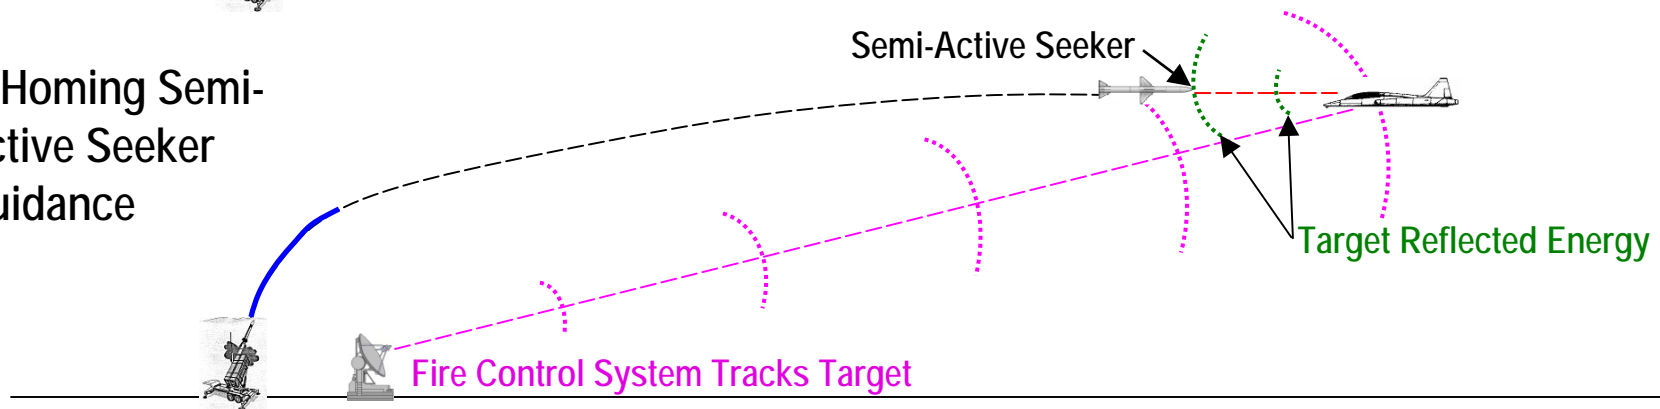 Semi-Active Seeker
Homing Semi-
ctive Seeker
uidance
Target Reflected Energy
Fire Control System Tracks Target